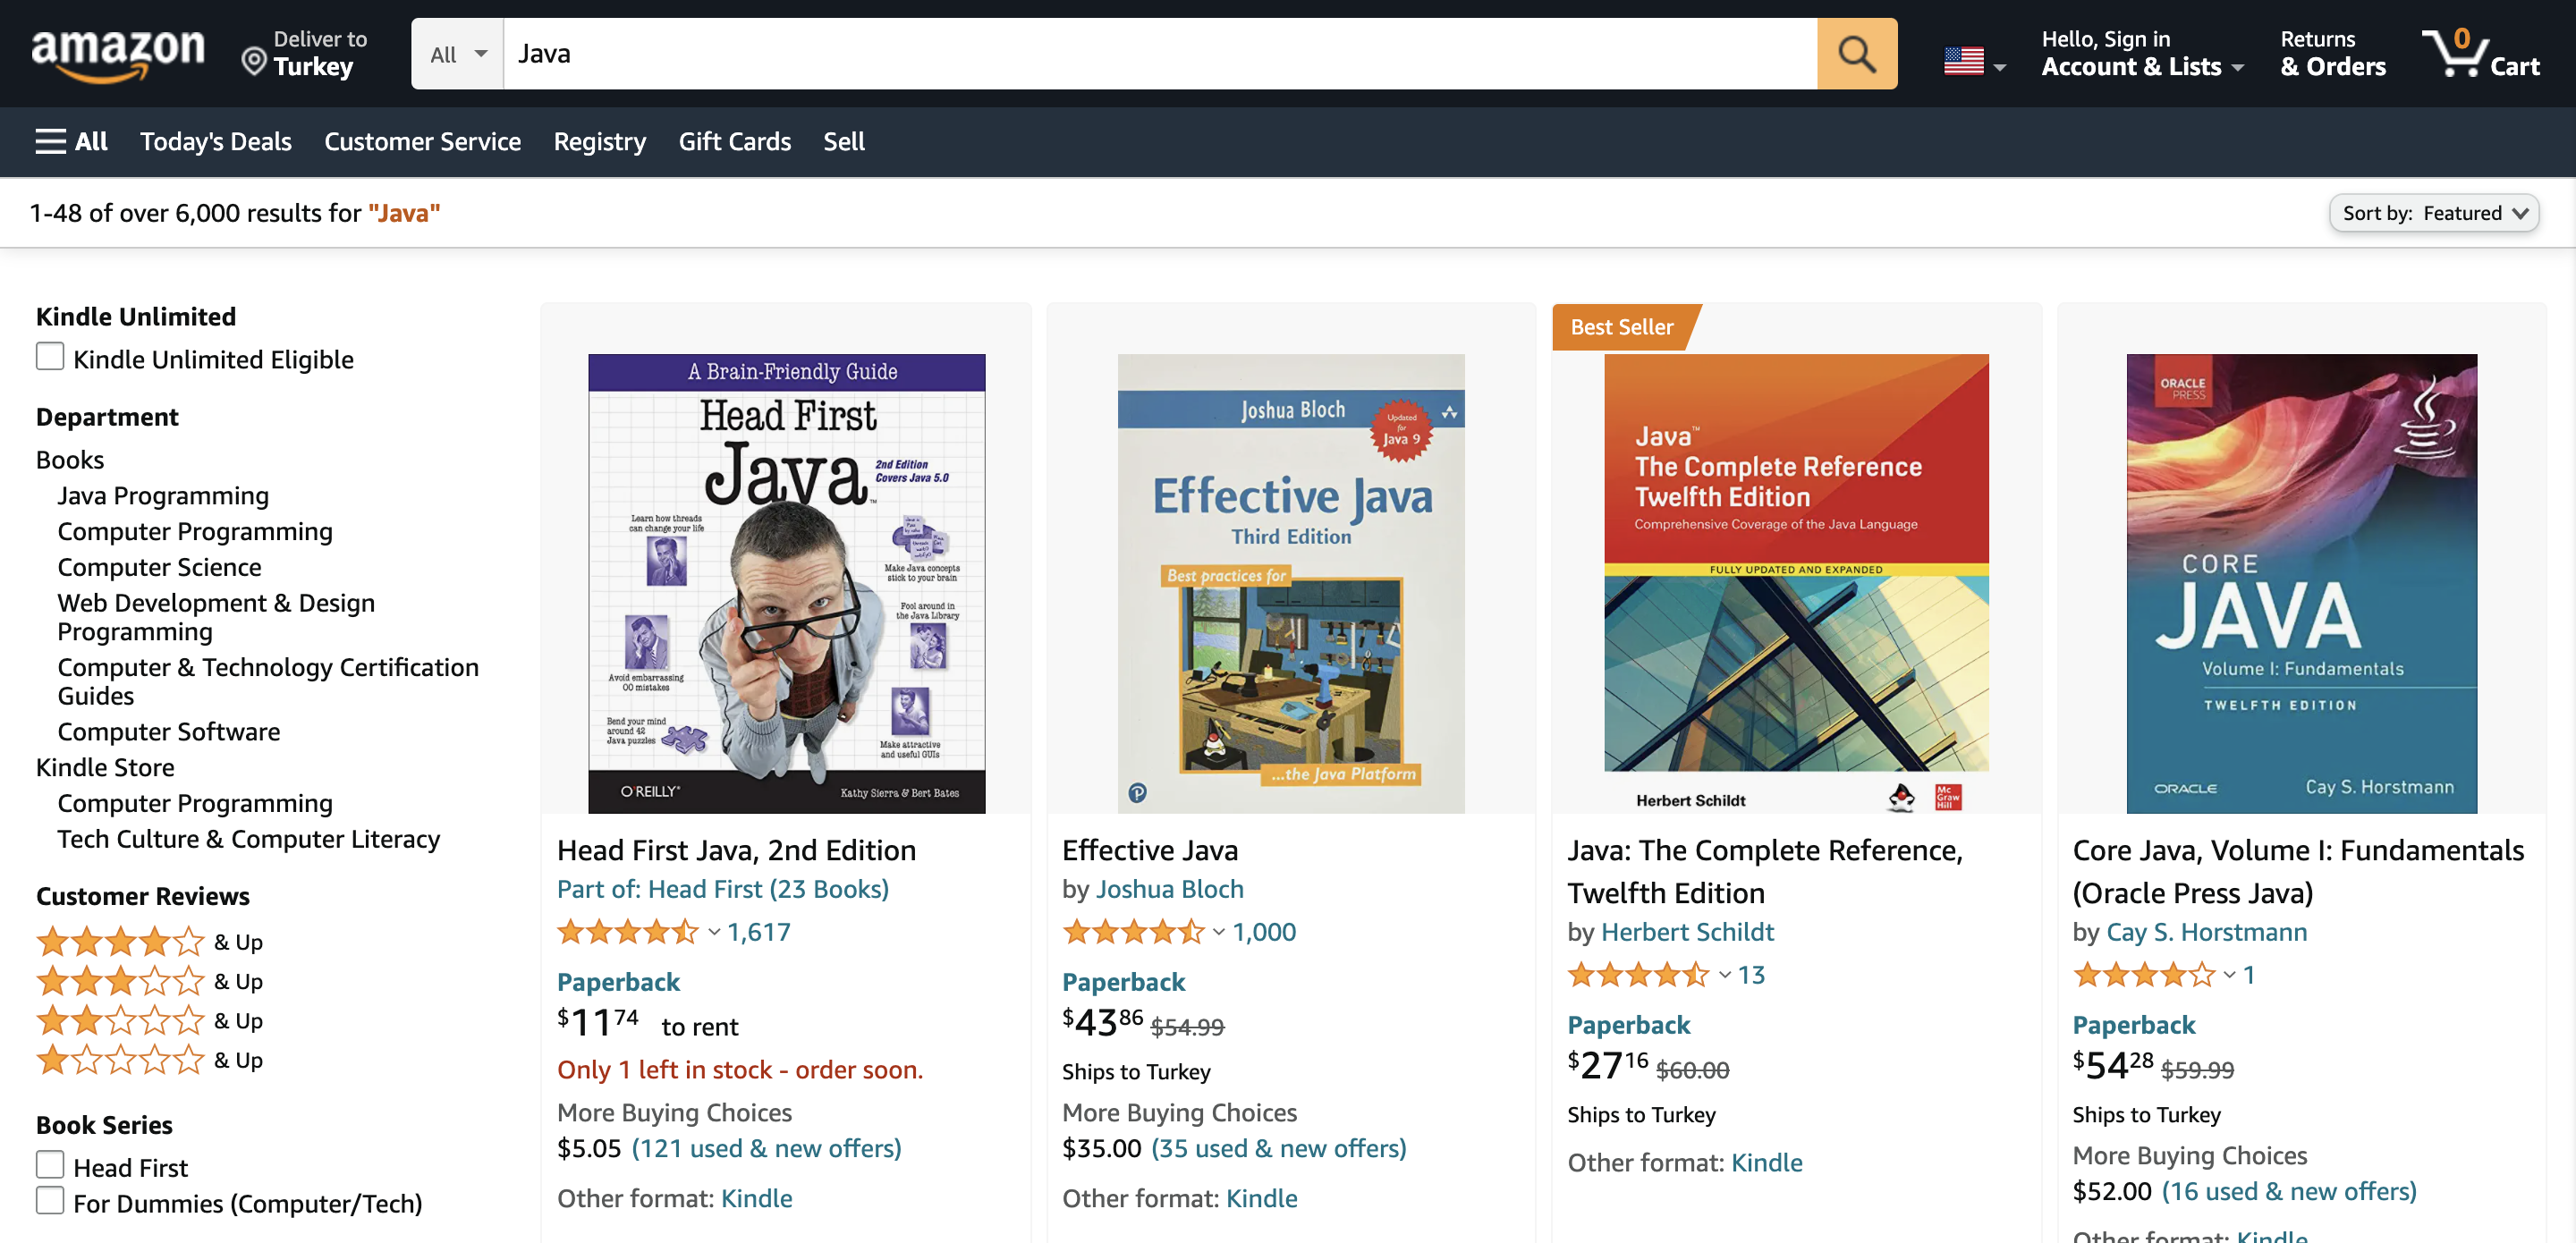 amazon
Deliver to
Turkey
All
Java
Hello, Sign in
Account & Lists
Returns
& Orders
0
Cart
All
Today's Deals
Customer Service
Registry
Gift Cards
Sell
1-48 of over 6,000 results for "Java"
Sort by: Featured
Kindle Unlimited
Kindle Unlimited Eligible
Department
Books
Java Programming
Computer Programming
Computer Science
Web Development & Design
Programming
Computer & Technology Certification
Guides
Computer Software
Kindle Store
Computer Programming
Tech Culture & Computer Literacy
Customer Reviews
& Up
& Up
& Up
& Up
Book Series
Head First
For Dummies (Computer/Tech)
A Brain-Friendly Guide
Head First
Java™
2nd Edition
Covers Java 5.0
Learn how threads
can change your life
Make Java concepts
stick to your brain
Fool around in
the Java Library
Avoid embarrassing
OO mistakes
Bend your mind
around 42
Java puzzles
Make attractive
and useful GUIs
O'REILLY®
Kathy Sierra & Bert Bates
Head First Java, 2nd Edition
Part of: Head First (23 Books)
1,617
Paperback
$11 74 to rent
Only 1 left in stock - order soon.
More Buying Choices
$5.05 (121 used & new offers)
Other format: Kindle
Joshua Bloch
Updated
for
Java 9
Effective Java
Third Edition
Best practices for
...the Java Platform
P
Effective Java
by Joshua Bloch
1,000
Paperback
$43 86 $54.99
Ships to Turkey
More Buying Choices
$35.00 (35 used & new offers)
Other format: Kindle
Best Seller
Java™
The Complete Reference
Twelfth Edition
Comprehensive Coverage of the Java Language
FULLY UPDATED AND EXPANDED
Herbert Schildt
Mc
Graw
Hill
Java: The Complete Reference,
Twelfth Edition
by Herbert Schildt
13
Paperback
$27 16 $60.00
Ships to Turkey
Other format: Kindle
ORACLE
PRESS
CORE
JAVA
Volume I: Fundamentals
TWELFTH EDITION
ORACLE
Cay S. Horstmann
Core Java, Volume I: Fundamentals
(Oracle Press Java)
by Cay S. Horstmann
1
Paperback
$54 28 $59.99
Ships to Turkey
More Buying Choices
$52.00 (16 used & new offers)
Other format: Kindle